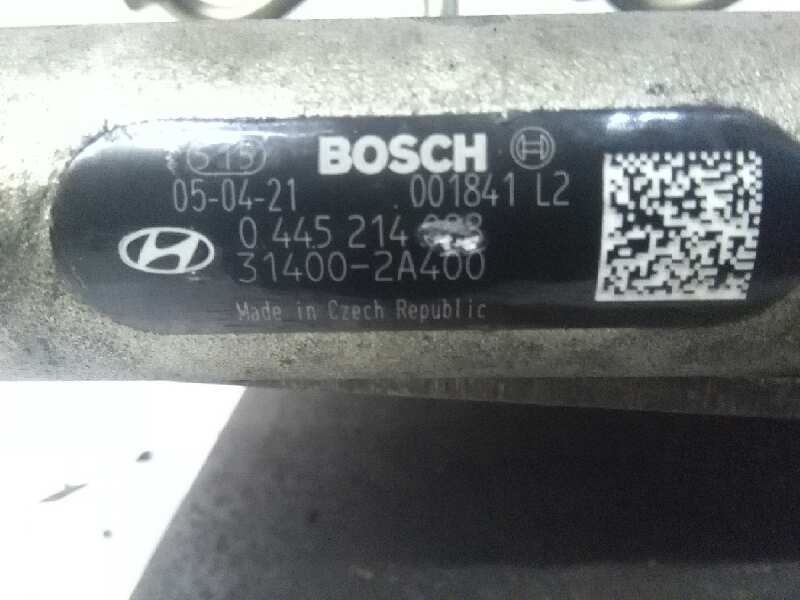 BOSCH
05-04-21 001841 L2
0 445 214
31400-2A400
Made in Czech Republic